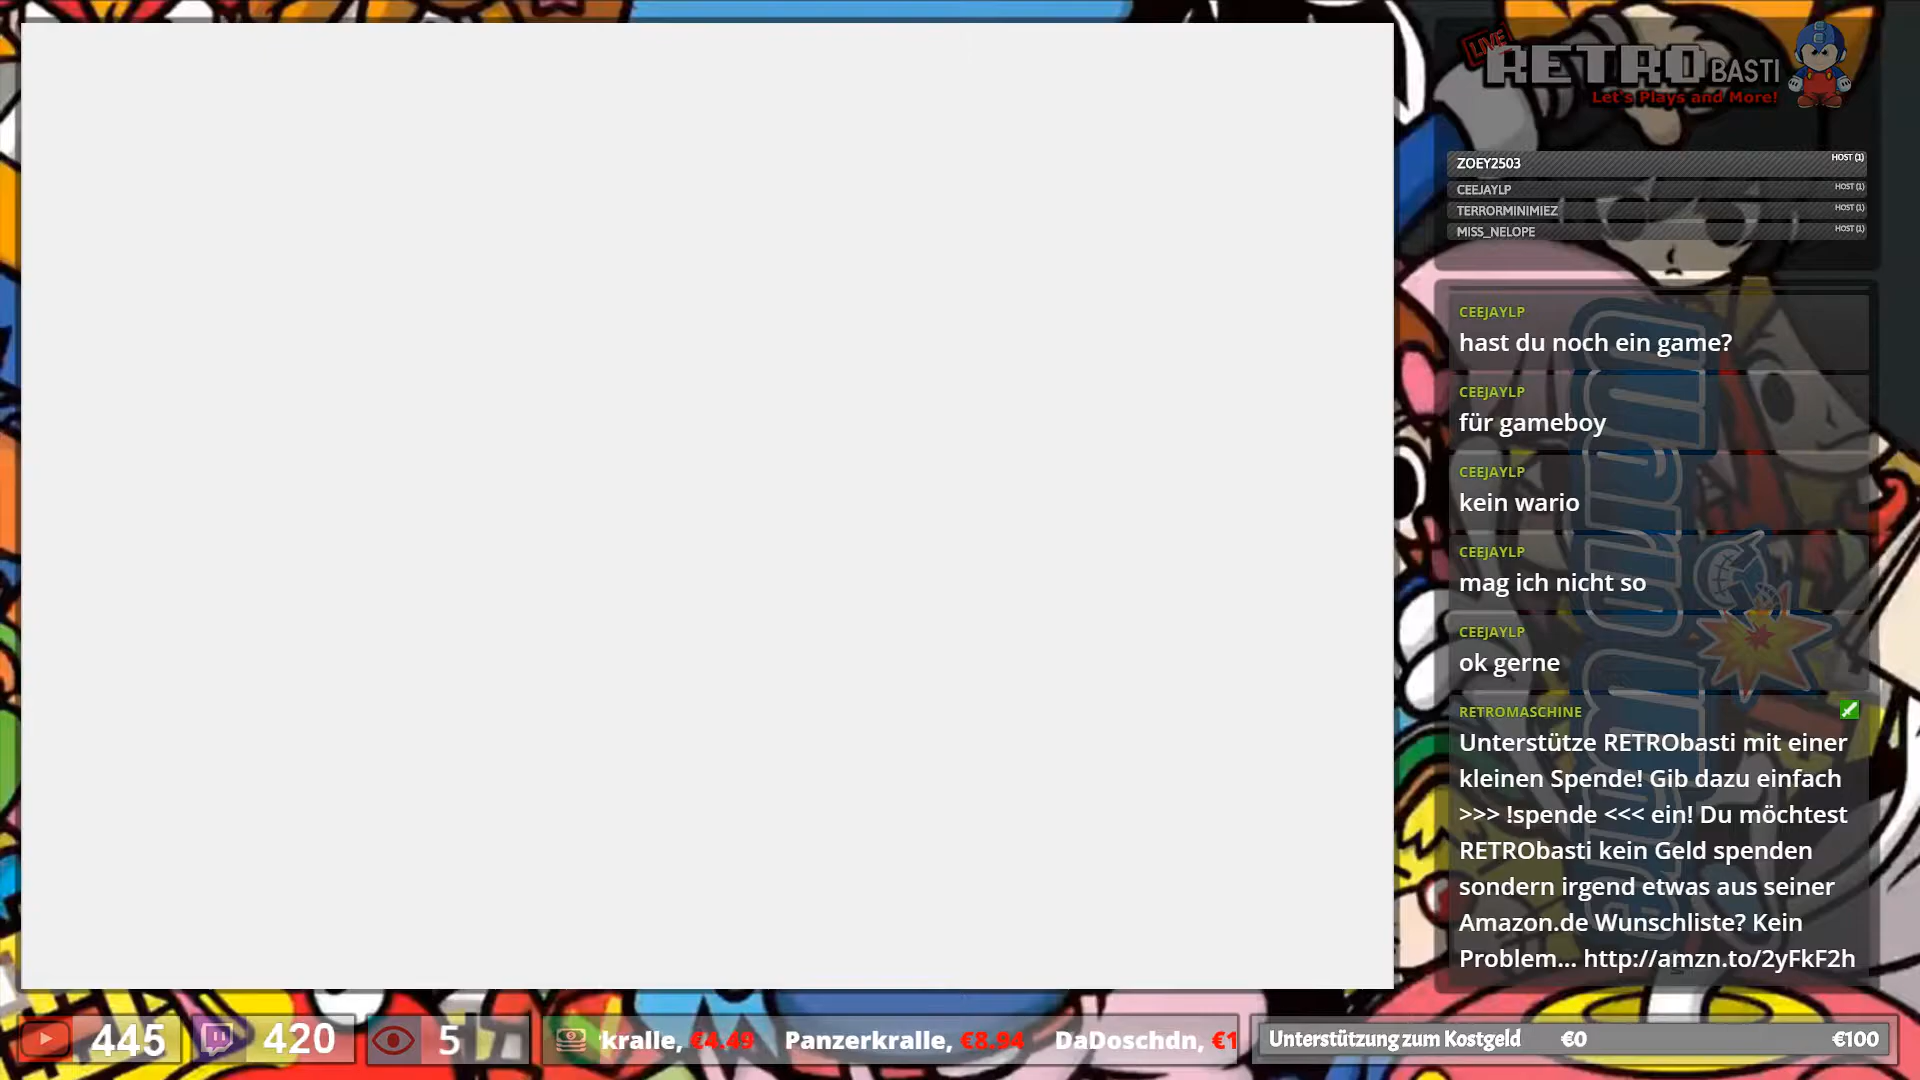 LIVE
RETRO BASTI
Let's Plays and More!
ZOEY2503 HOST (1)
CEEJAYLP HOST (1)
TERRORMINIMIEZ HOST (1)
MISS_NELOPE HOST (1)
CEEJAYLP
hast du noch ein game?
CEEJAYLP
für gameboy
CEEJAYLP
kein wario
CEEJAYLP
mag ich nicht so
CEEJAYLP
ok gerne
RETROMASCHINE
Unterstütze RETRObasti mit einer
kleinen Spende! Gib dazu einfach
>>> !spende <<< ein! Du möchtest
RETRObasti kein Geld spenden
sondern irgend etwas aus seiner
Amazon.de Wunschliste? Kein
Problem... http://amzn.to/2yFkF2h
445 420 5 kralle, €4.49 Panzerkralle, €8.94 DaDoschdn, €1 Unterstützung zum Kostgeld €0 €100